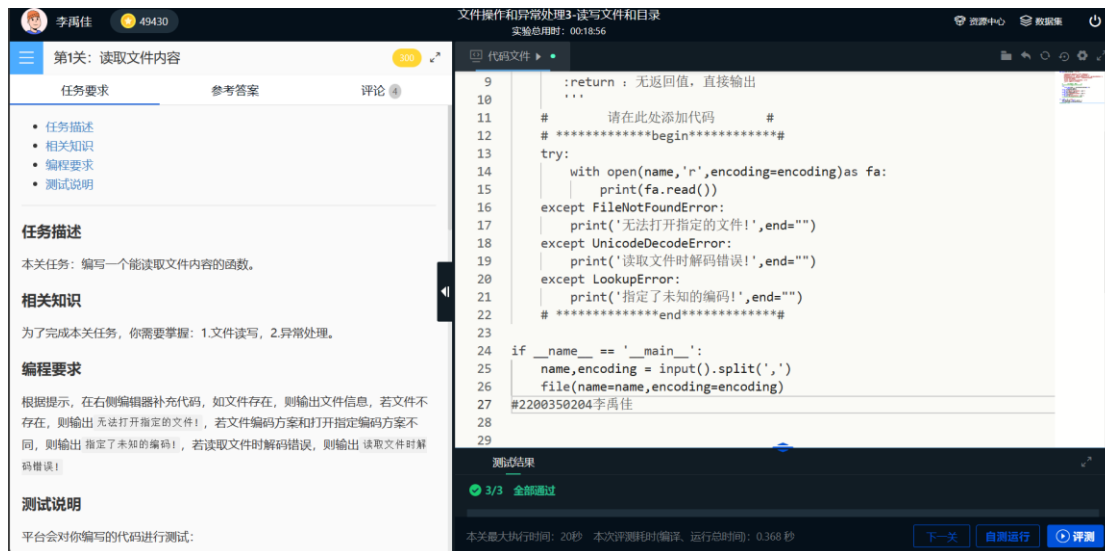 李禹佳
49430
文件操作和异常处理3-读写文件和目录
实验总用时：00:18:56
资源中心
数据集
第1关：读取文件内容
300
任务要求
参考答案
评论 4
任务描述
相关知识
编程要求
测试说明
任务描述
本关任务：编写一个能读取文件内容的函数。
相关知识
为了完成本关任务，你需要掌握：1.文件读写，2.异常处理。
编程要求
根据提示，在右侧编辑器补充代码，如文件存在，则输出文件信息，若文件不
存在，则输出 无法打开指定的文件！，若文件编码方案和打开指定编码方案不
同，则输出 指定了未知的编码！，若读取文件时解码错误，则输出 读取文件时解
码错误！
测试说明
平台会对你编写的代码进行测试：
代码文件
9 :return ：无返回值，直接输出
10 '''
11 # 请在此处添加代码 #
12 # *************begin************#
13 try:
14 with open(name,'r',encoding=encoding)as fa:
15 print(fa.read())
16 except FileNotFoundError:
17 print('无法打开指定的文件!',end="")
18 except UnicodeDecodeError:
19 print('读取文件时解码错误!',end="")
20 except LookupError:
21 print('指定了未知的编码!',end="")
22 # **************end*************#
23
24 if __name__ == '__main__':
25 name,encoding = input().split(',')
26 file(name=name,encoding=encoding)
27 #2200350204李禹佳
28
29
测试结果
3/3 全部通过
本关最大执行时间：20秒 本次评测耗时(编译、运行总时间)：0.368 秒
下一关
自测运行
评测